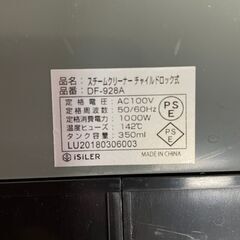 品名: スチームクリーナー チャイルドロック式
品番: DF-928A
定格電圧: AC100V
定格周波数: 50/60Hz
定格消費電力: 1000W
温度ヒューズ: 142℃
タンク容量: 350ml
LU20180306003
iSiLER
MADE IN CHINA
PSE
PSE